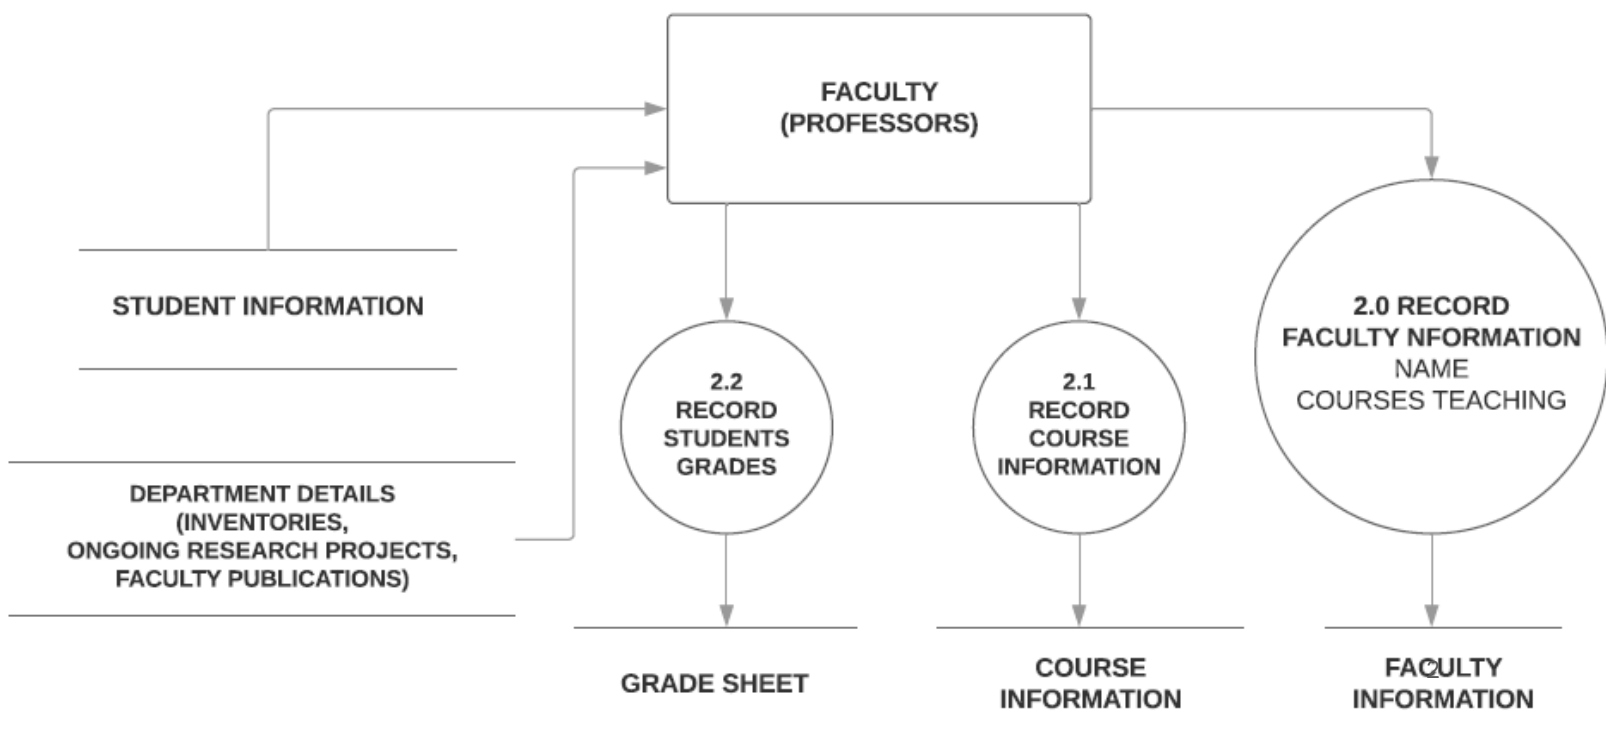 FACULTY
(PROFESSORS)
STUDENT INFORMATION
DEPARTMENT DETAILS
(INVENTORIES,
ONGOING RESEARCH PROJECTS,
FACULTY PUBLICATIONS)
2.2
RECORD
STUDENTS
GRADES
2.1
RECORD
COURSE
INFORMATION
2.0 RECORD
FACULTY NFORMATION
NAME
COURSES TEACHING
GRADE SHEET
COURSE
INFORMATION
FACULTY
2
INFORMATION